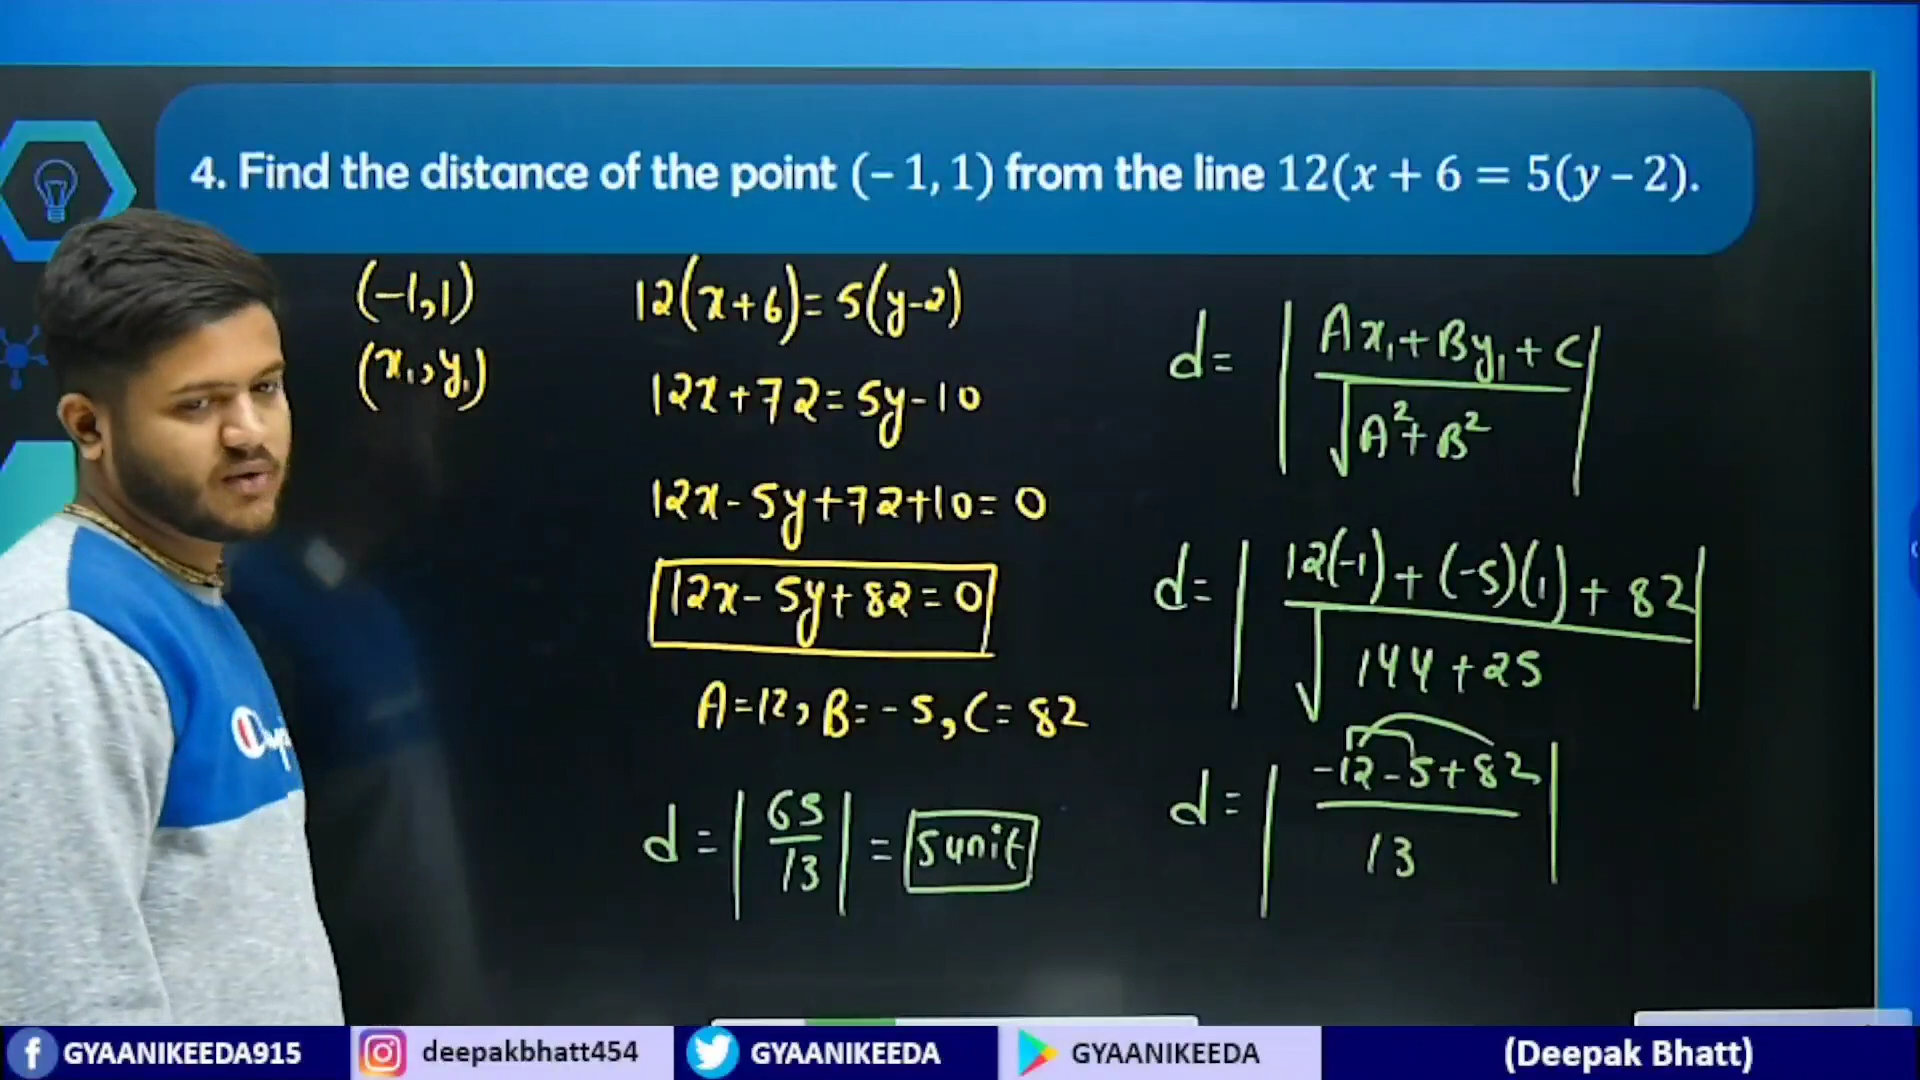 4. Find the distance of the point (– 1, 1) from the line 12(x + 6 = 5(y – 2).
(-1,1)
(x₁,y₁)
12(x+6)=5(y-2)
12x+72=5y-10
12x-5y+72+10=0
12x-5y+82=0
A=12, B=-5, C=82
d=|65/13|=5unit
d=|Ax₁+By₁+C/√A²+B²|
d=|12(-1)+(-5)(1)+82/√144+25|
d=|-12-5+82/13|
GYAANIKEEDA915
deepakbhatt454
GYAANIKEEDA
GYAANIKEEDA
(Deepak Bhatt)